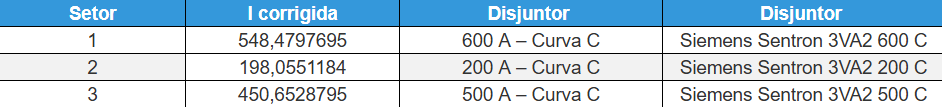 Setor I corrigida Disjuntor Disjuntor
1 548,4797695 600 A – Curva C Siemens Sentron 3VA2 600 C
2 198,0551184 200 A – Curva C Siemens Sentron 3VA2 200 C
3 450,6528795 500 A – Curva C Siemens Sentron 3VA2 500 C